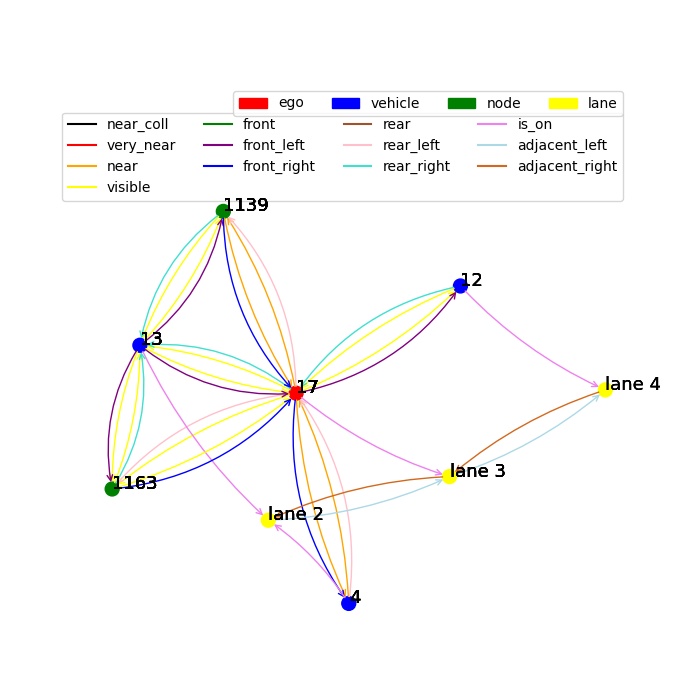 ego vehicle node lane
near_coll front rear is_on
very_near front_left rear_left adjacent_left
near front_right rear_right adjacent_right
visible
1139
12
13
17
lane 4
lane 3
1163
lane 2
4